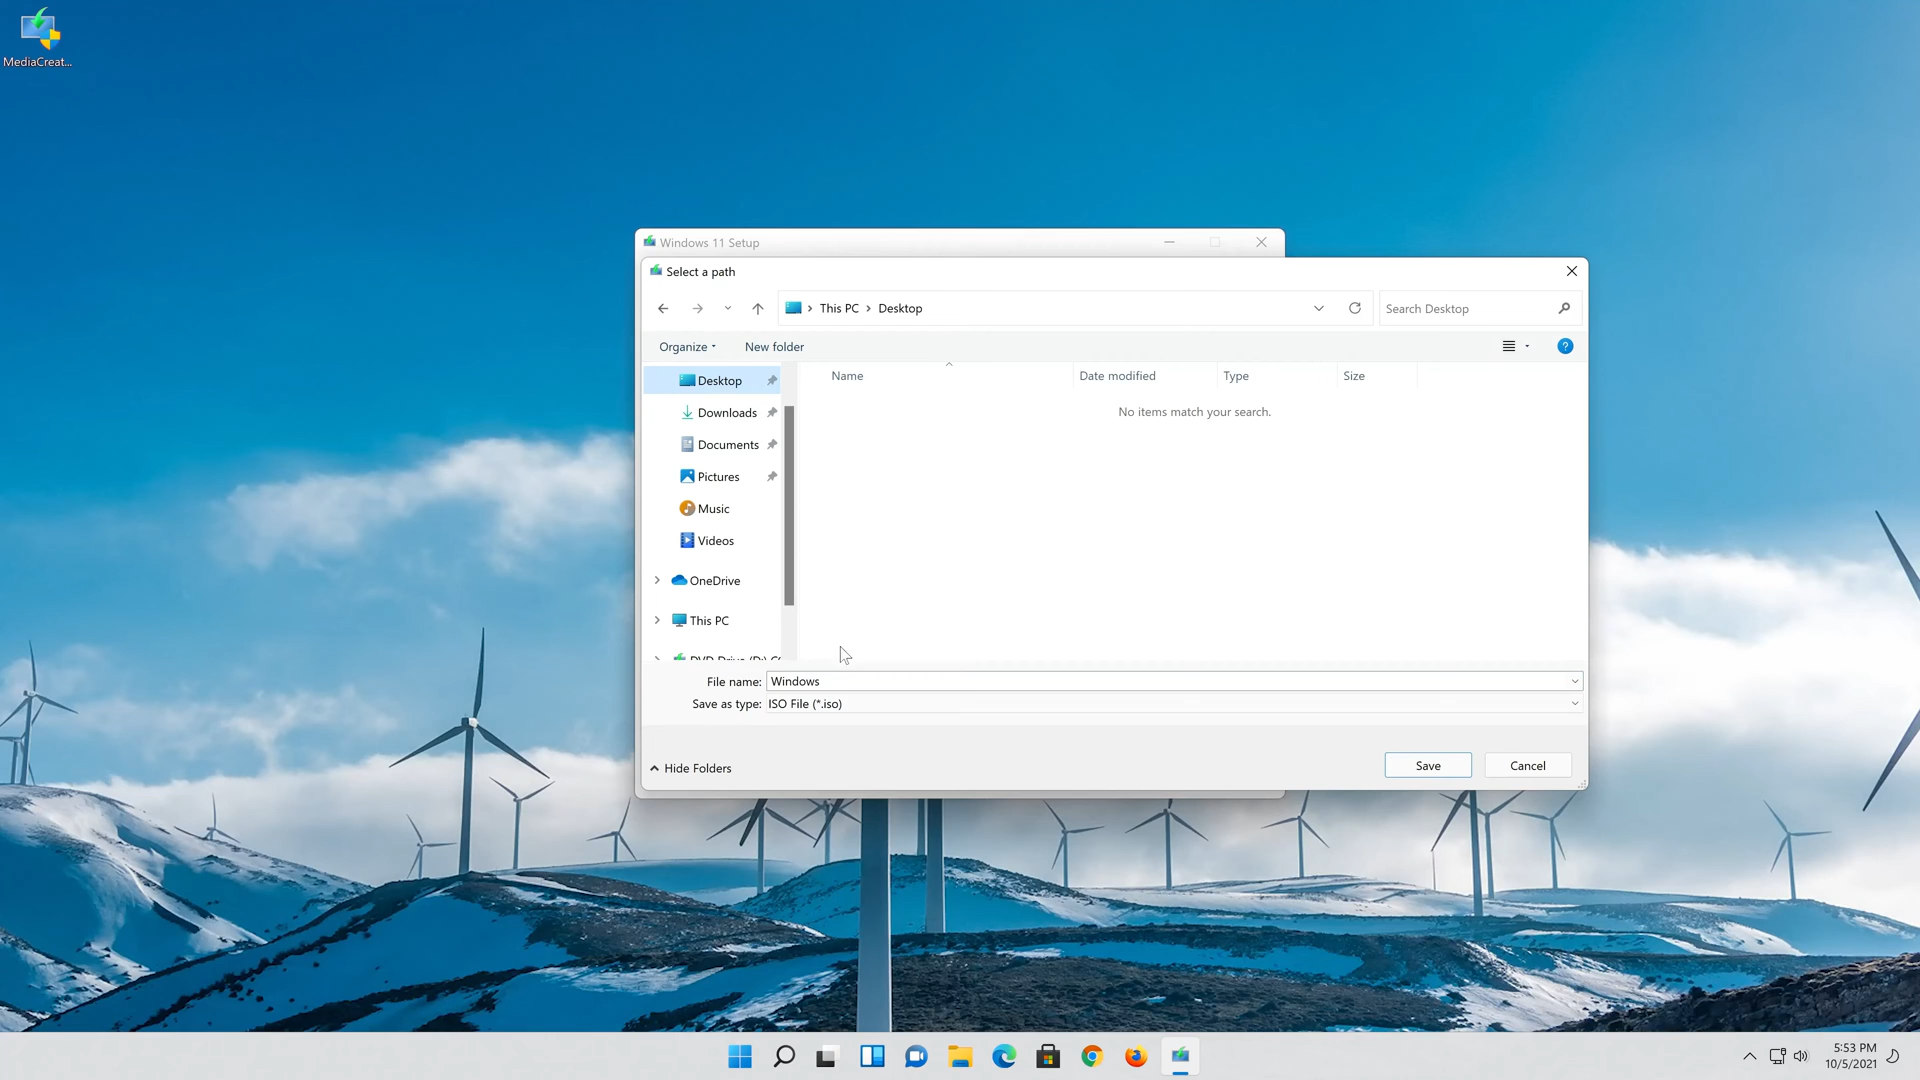 MediaCreat...
Windows 11 Setup
Select a path
This PC
Desktop
Search Desktop
Organize
New folder
Name
Date modified
Type
Size
No items match your search.
Desktop
Downloads
Documents
Pictures
Music
Videos
OneDrive
This PC
DVD Drive (D:)
File name: Windows
Save as type: ISO File (*.iso)
Hide Folders
Save
Cancel
5:53 PM
10/5/2021